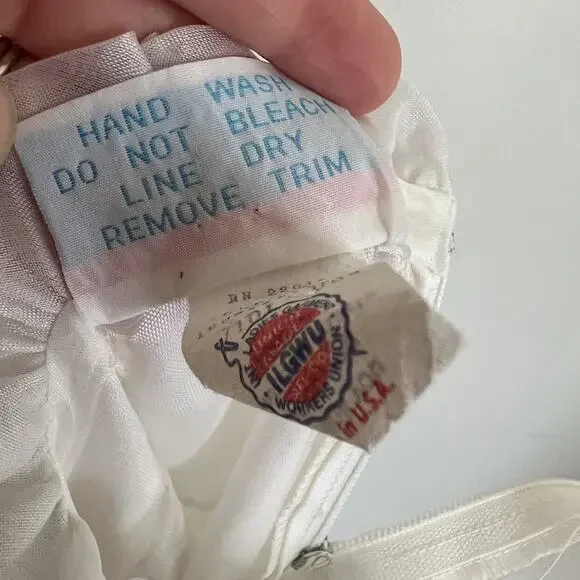 HAND WASH
DO NOT BLEACH
LINE DRY
REMOVE TRIM
ILGWU
WORKERS UNION
in U.S.A.